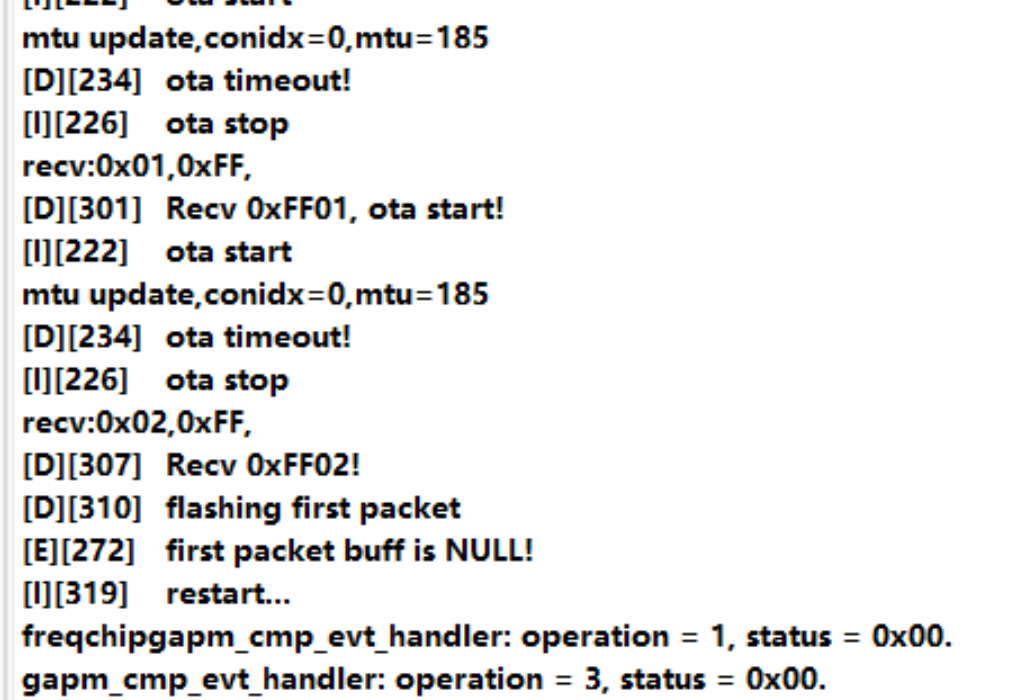 [I][222] ota start
mtu update,conidx=0,mtu=185
[D][234] ota timeout!
[I][226] ota stop
recv:0x01,0xFF,
[D][301] Recv 0xFF01, ota start!
[I][222] ota start
mtu update,conidx=0,mtu=185
[D][234] ota timeout!
[I][226] ota stop
recv:0x02,0xFF,
[D][307] Recv 0xFF02!
[D][310] flashing first packet
[E][272] first packet buff is NULL!
[I][319] restart...
freqchipgapm_cmp_evt_handler: operation = 1, status = 0x00.
gapm_cmp_evt_handler: operation = 3, status = 0x00.